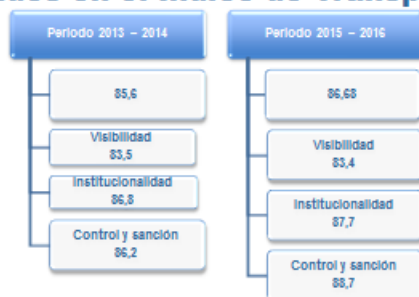 Periodo 2013 – 2014
85,6
Visibilidad
83,5
Institucionalidad
86,8
Control y sanción
86,2
Periodo 2015 – 2016
86,68
Visibilidad
83,4
Institucionalidad
87,7
Control y sanción
88,7